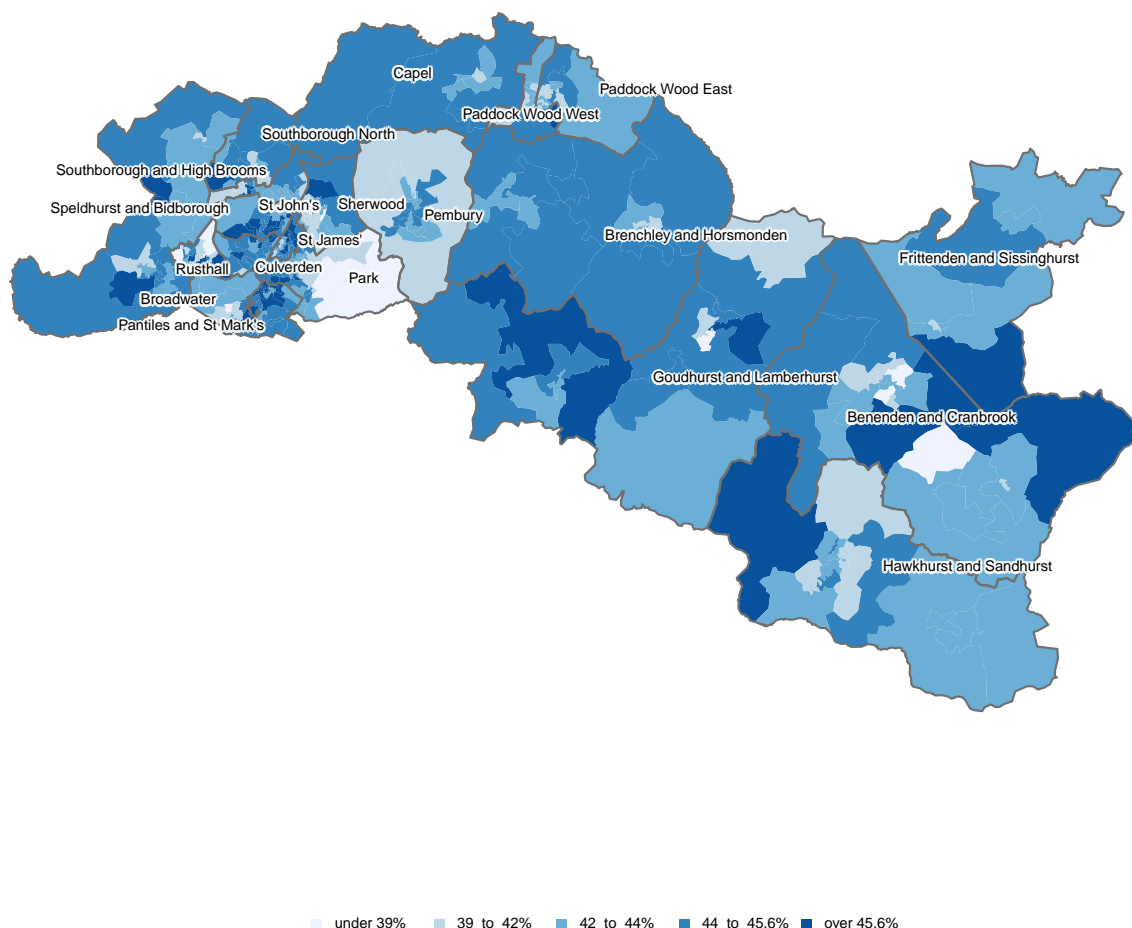 Capel
Paddock Wood East
Paddock Wood West
Southborough North
Southborough and High Brooms
Speldhurst and Bidborough
St John's
Sherwood
Pembury
St James'
Brenchley and Horsmonden
Frittenden and Sissinghurst
Rusthall
Culverden
Park
Broadwater
Pantiles and St Mark's
Goudhurst and Lamberhurst
Benenden and Cranbrook
Hawkhurst and Sandhurst
under 39% 39 to 42% 42 to 44% 44 to 45.6% over 45.6%